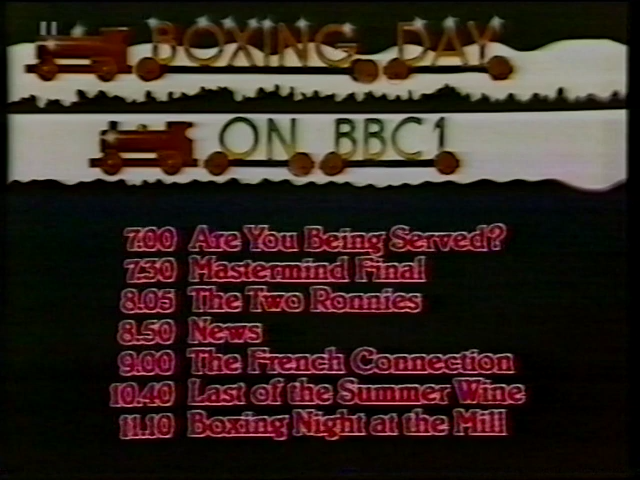 BOXING DAY
ON BBC1
7.00 Are You Being Served?
7.30 Mastermind Final
8.05 The Two Ronnies
8.50 News
9.00 The French Connection
10.40 Last of the Summer Wine
11.10 Boxing Night at the Mill